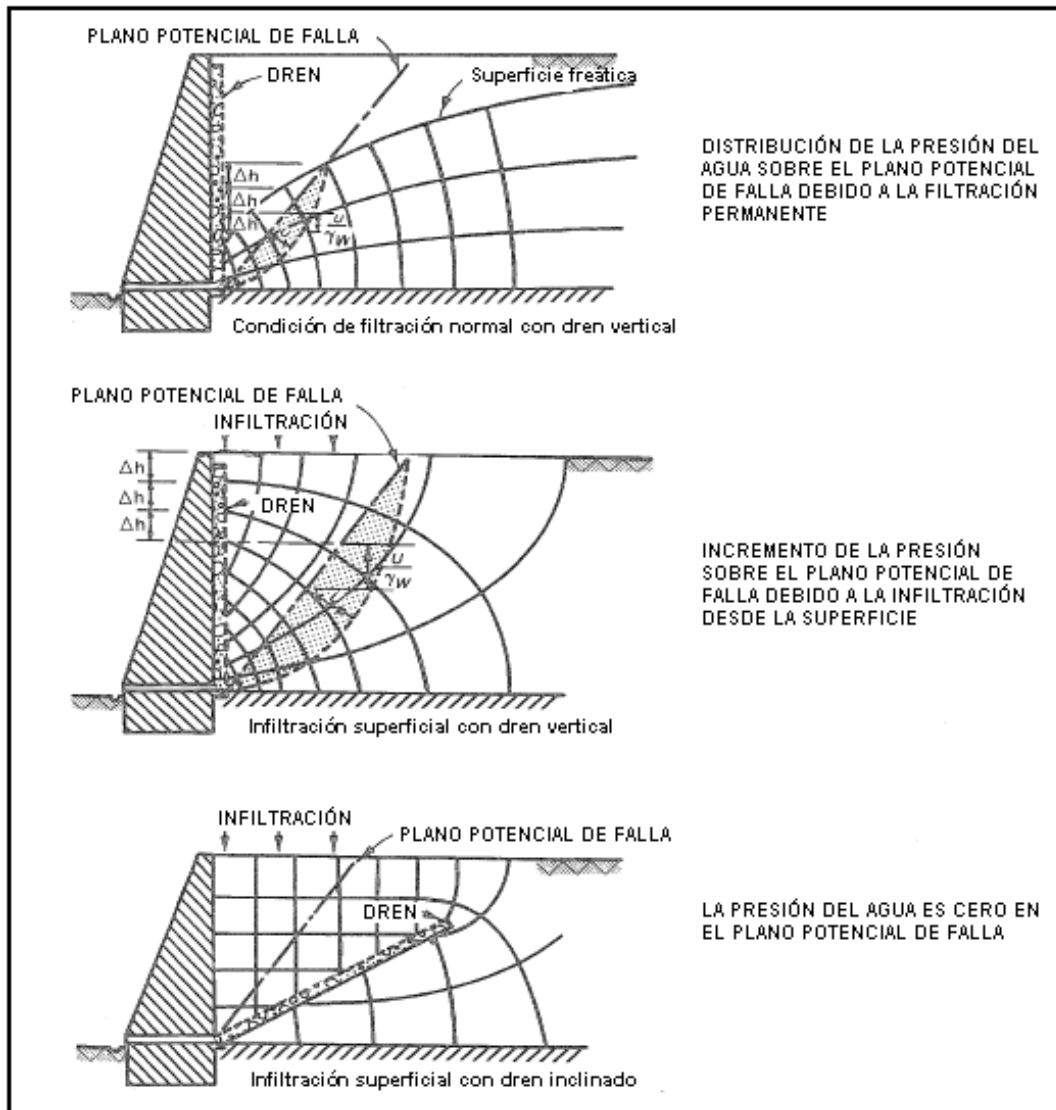 PLANO POTENCIAL DE FALLA
DREN
Superficie freática
Δh
Δh
Δh
u
γw
DISTRIBUCIÓN DE LA PRESIÓN DEL
AGUA SOBRE EL PLANO POTENCIAL
DE FALLA DEBIDO A LA FILTRACIÓN
PERMANENTE
Condición de filtración normal con dren vertical
PLANO POTENCIAL DE FALLA
INFILTRACIÓN
Δh
Δh
Δh
DREN
u
γw
INCREMENTO DE LA PRESIÓN
SOBRE EL PLANO POTENCIAL DE
FALLA DEBIDO A LA INFILTRACIÓN
DESDE LA SUPERFICIE
Infiltración superficial con dren vertical
INFILTRACIÓN
PLANO POTENCIAL DE FALLA
DREN
LA PRESIÓN DEL AGUA ES CERO EN
EL PLANO POTENCIAL DE FALLA
Infiltración superficial con dren inclinado